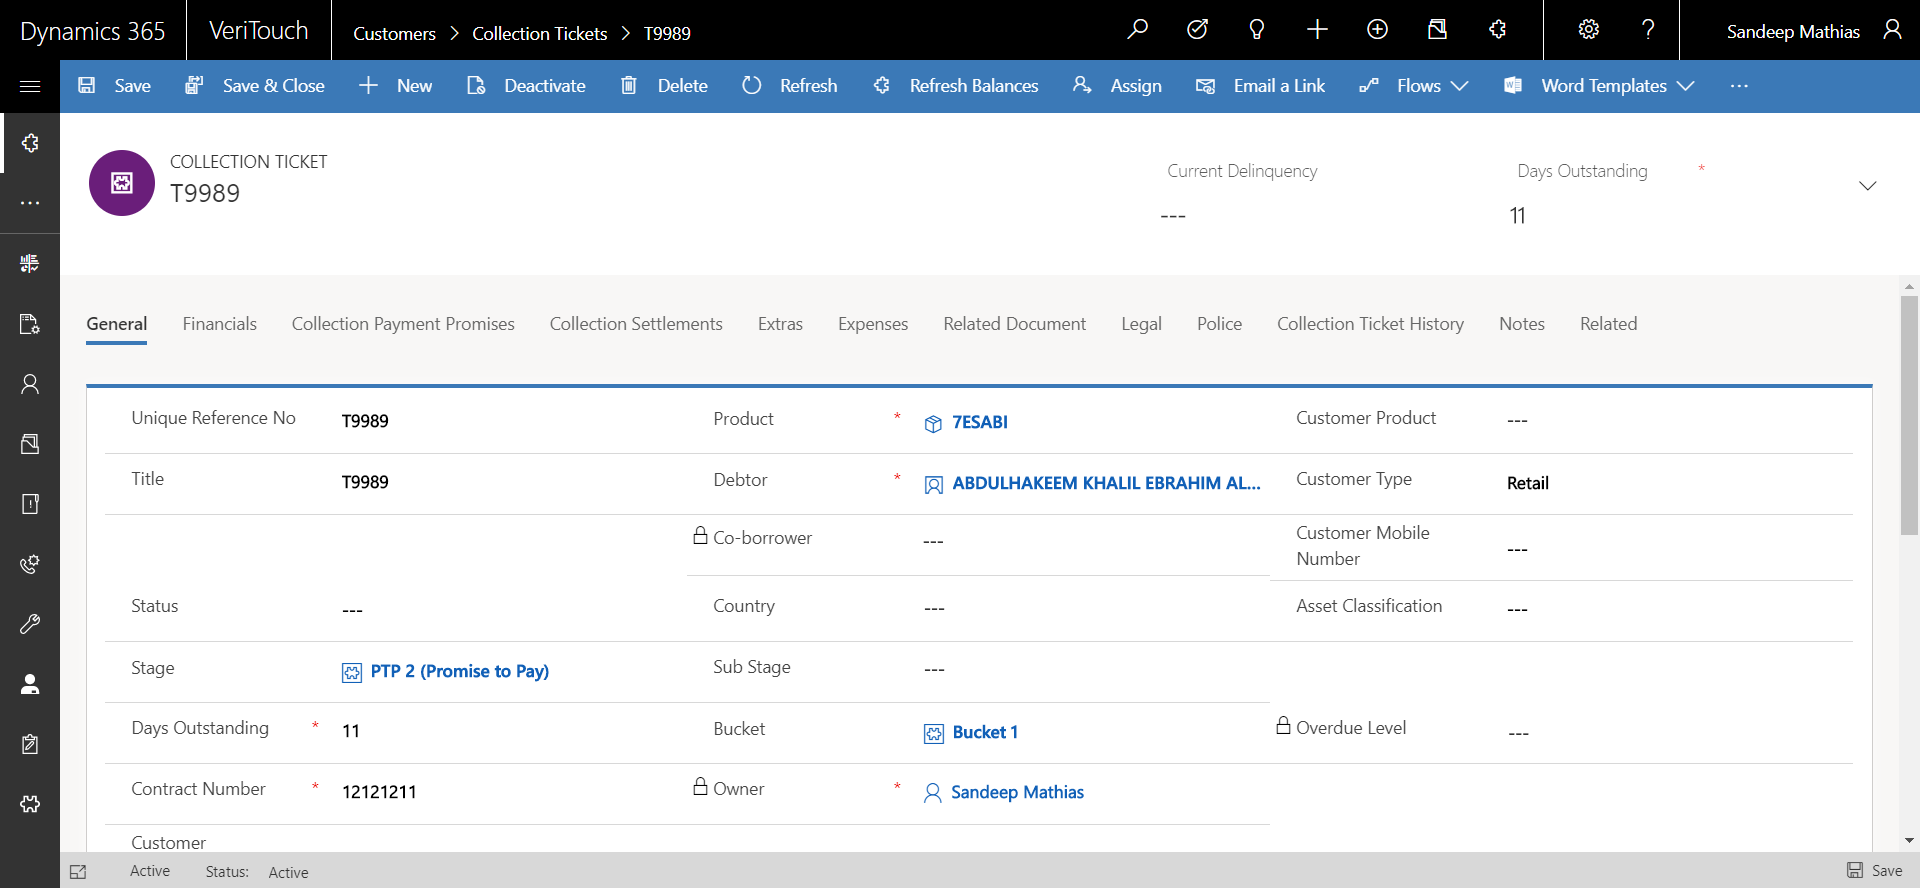 Dynamics 365 VeriTouch Customers > Collection Tickets > T9989 Sandeep Mathias
Save Save & Close New Deactivate Delete Refresh Refresh Balances Assign Email a Link Flows Word Templates ...
COLLECTION TICKET
T9989
Current Delinquency Days Outstanding *
--- 11
General Financials Collection Payment Promises Collection Settlements Extras Expenses Related Document Legal Police Collection Ticket History Notes Related
Unique Reference No T9989 Product * 7ESABI Customer Product ---
Title T9989 Debtor * ABDULHAKEEM KHALIL EBRAHIM AL... Customer Type Retail
Co-borrower --- Customer Mobile Number ---
Status --- Country --- Asset Classification ---
Stage PTP 2 (Promise to Pay) Sub Stage ---
Days Outstanding * 11 Bucket Bucket 1 Overdue Level ---
Contract Number * 12121211 Owner * Sandeep Mathias
Customer
Active Status: Active Save